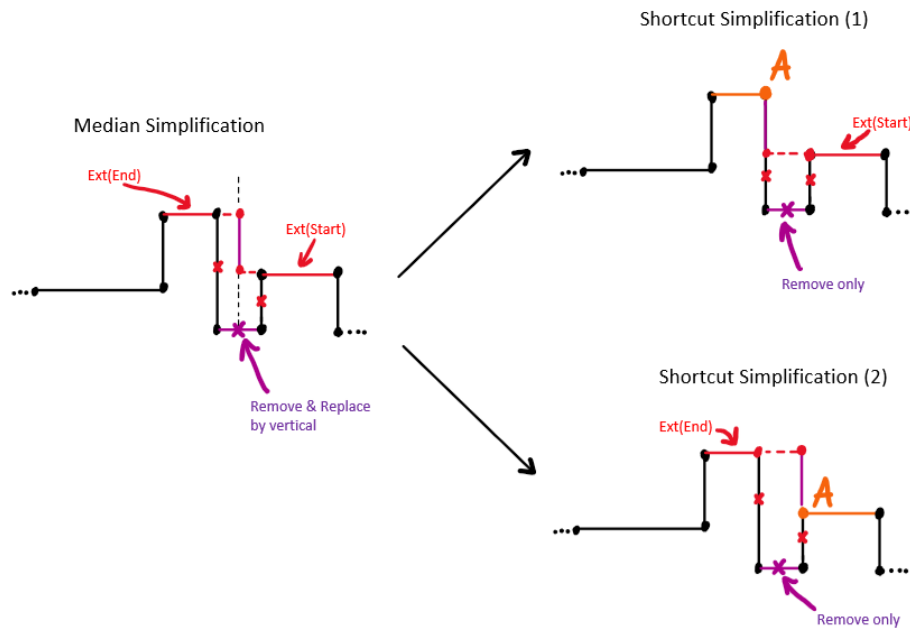 Shortcut Simplification (1)
A
Ext(Start)
Remove only
Median Simplification
Ext(End)
Ext(Start)
Remove & Replace
by vertical
Shortcut Simplification (2)
Ext(End)
A
Remove only